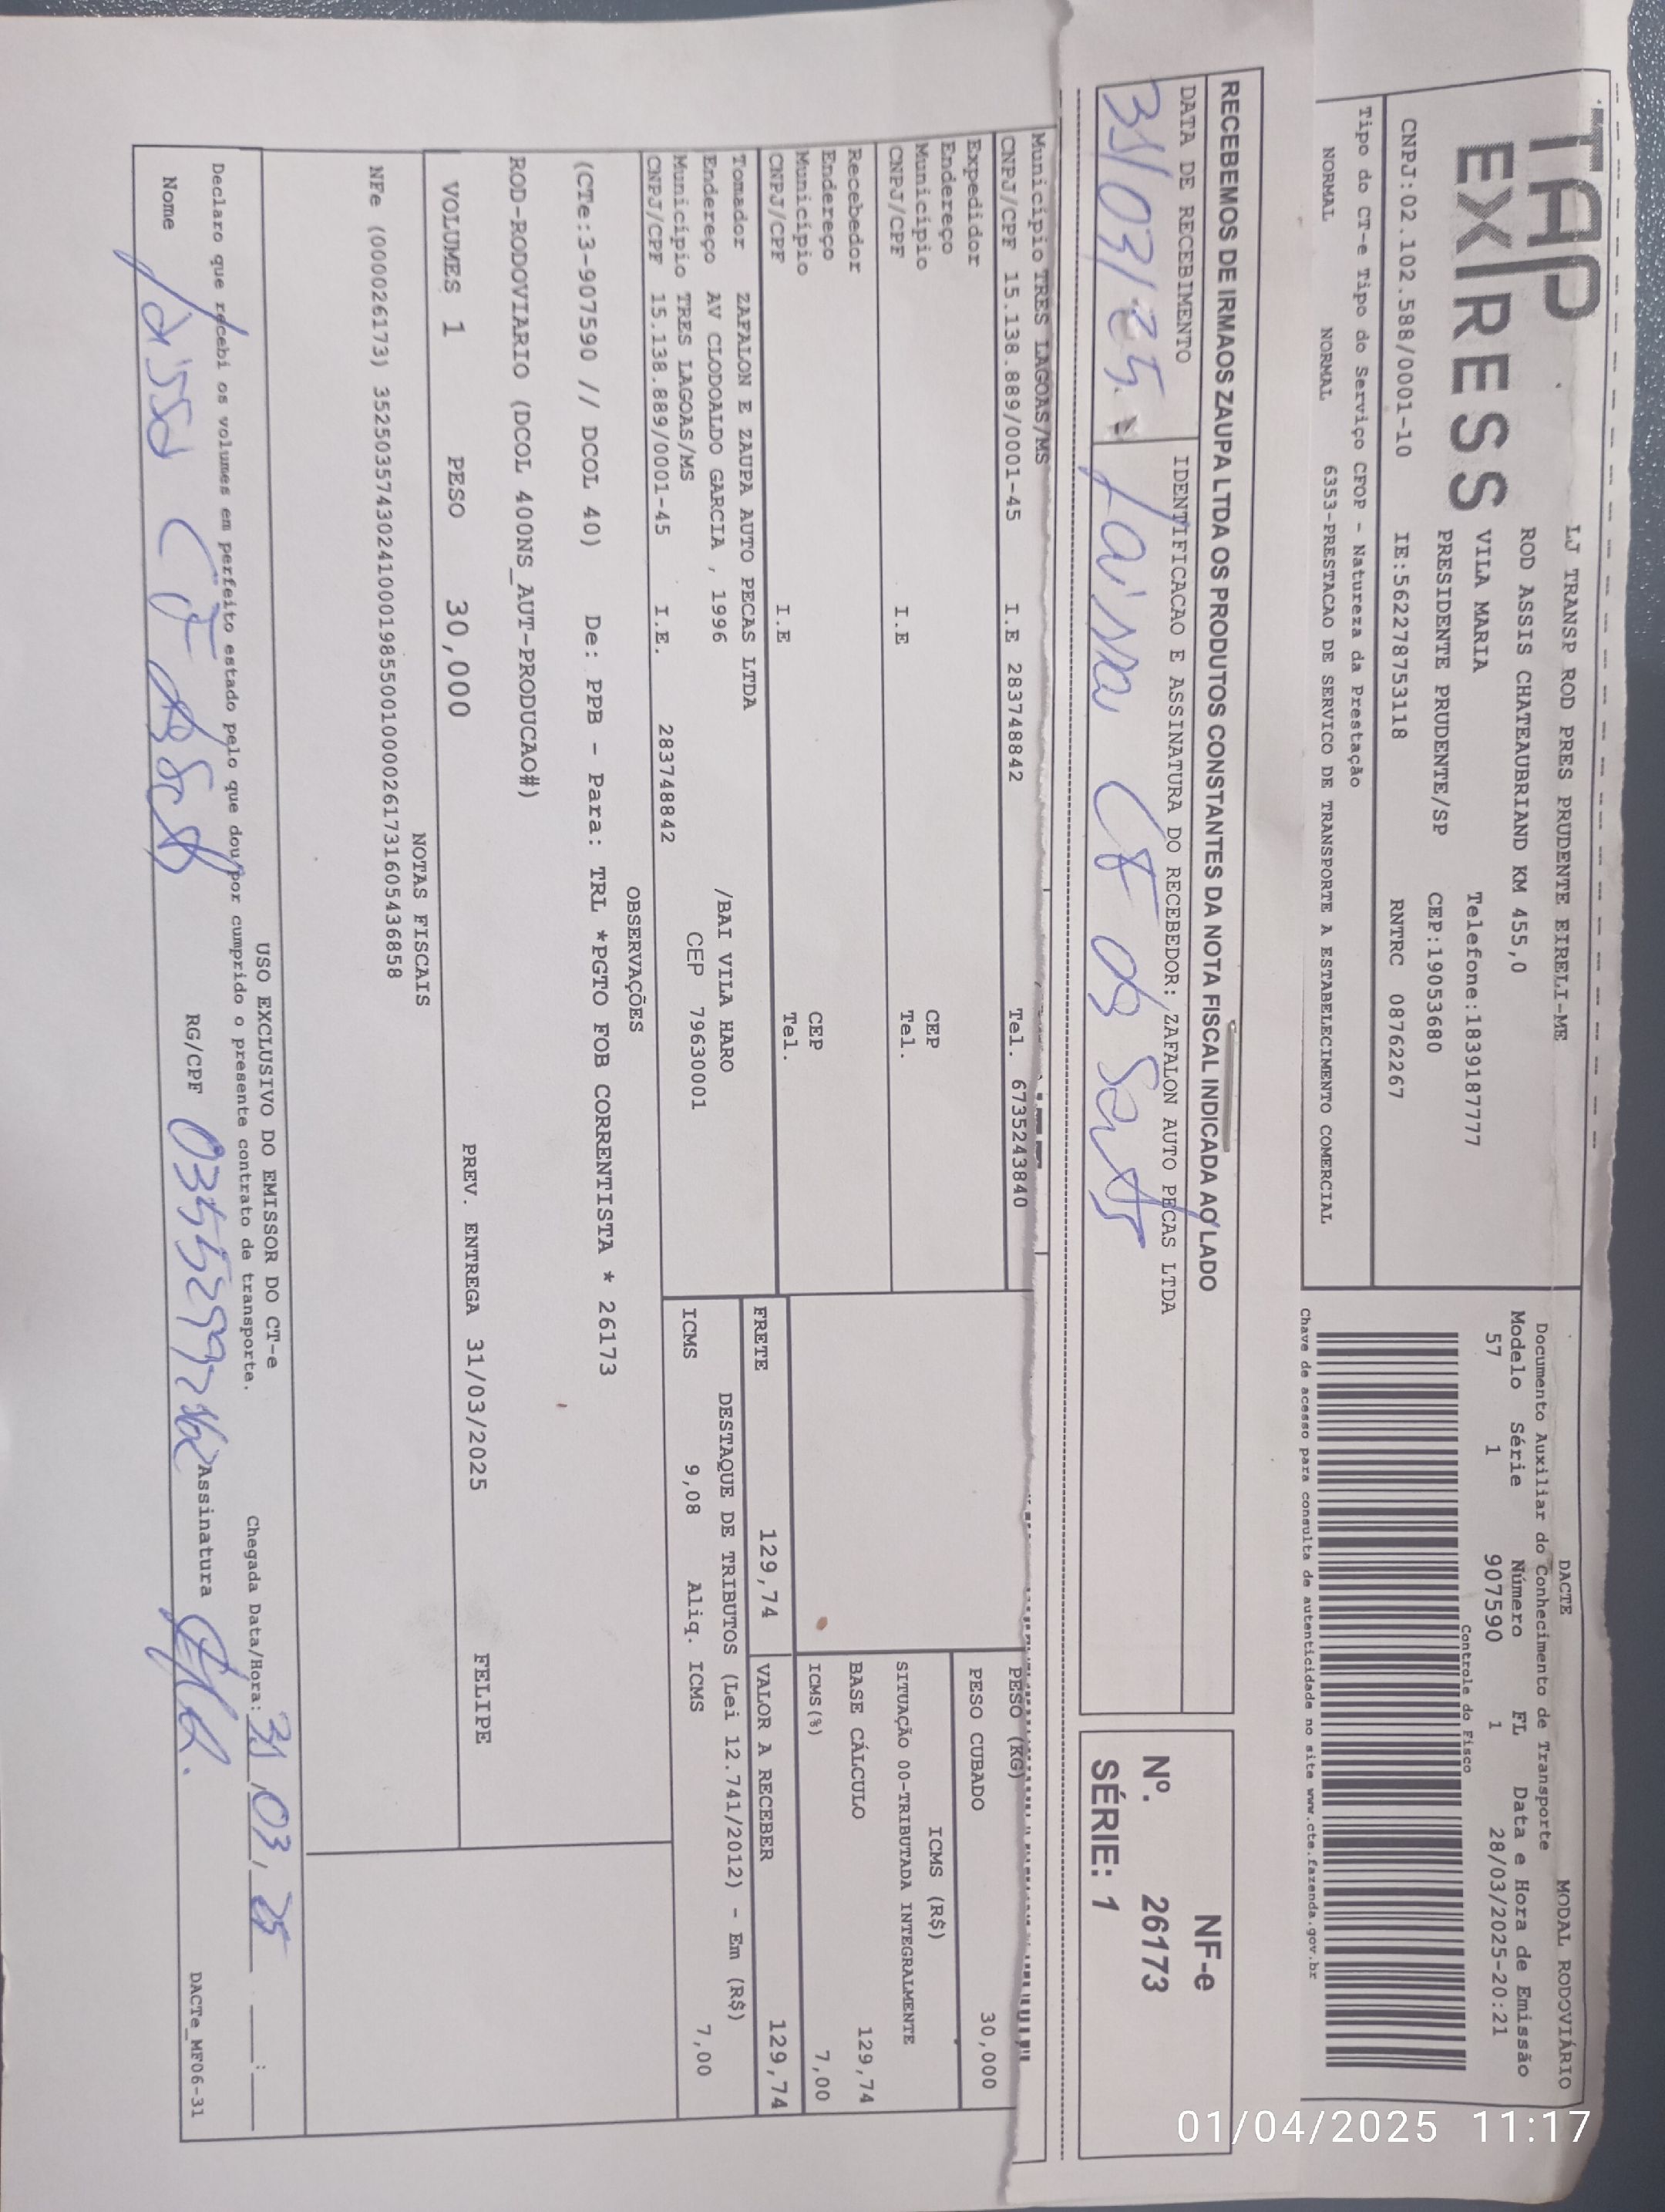 TAP
EXPRESS
LJ TRANSP ROD PRES PRUDENTE EIRELI-ME
ROD ASSIS CHATEAUBRIAND KM 455,0
VILA MARIA Telefone:1839187777
PRESIDENTE PRUDENTE/SP CEP:19053680
CNPJ:02.102.588/0001-10 IE:562278753118 RNTRC 08762267
Tipo do CT-e Tipo do Serviço CFOP - Natureza da Prestação
NORMAL NORMAL 6353-PRESTACAO DE SERVICO DE TRANSPORTE A ESTABELECIMENTO COMERCIAL
DACTE MODAL RODOVIÁRIO
Documento Auxiliar do Conhecimento de Transporte
Modelo Série Número FL Data e Hora de Emissão
57 1 907590 1 28/03/2025-20:21
Controle do Fisco
Chave de acesso para consulta de autenticidade no site www.cte.fazenda.gov.br
RECEBEMOS DE IRMAOS ZAUPA LTDA OS PRODUTOS CONSTANTES DA NOTA FISCAL INDICADA AO LADO
DATA DE RECEBIMENTO IDENTIFICACAO E ASSINATURA DO RECEBEDOR: ZAFALON AUTO PECAS LTDA
31/03/25
NF-e
Nº. 26173
SÉRIE: 1
Município TRES LAGOAS/MS
CNPJ/CPF 15.138.889/0001-45 I.E 283748842 Tel. 6735243840
Expedidor
Endereço
Município CEP
CNPJ/CPF I.E Tel.
Recebedor
Endereço
Município CEP
CNPJ/CPF I.E Tel.
PESO (KG)
PESO CUBADO 30,000
ICMS (R$)
SITUAÇÃO 00-TRIBUTADA INTEGRALMENTE
BASE CÁLCULO 129,74
ICMS(%) 7,00
Tomador ZAFALON E ZAUPA AUTO PECAS LTDA
Endereço AV CLODOALDO GARCIA , 1996 /BAI VILA HARO
Município TRES LAGOAS/MS CEP 79630001
CNPJ/CPF 15.138.889/0001-45 I.E. 283748842
FRETE 129,74 VALOR A RECEBER 129,74
DESTAQUE DE TRIBUTOS (Lei 12.741/2012) - Em (R$)
ICMS 9,08 Aliq. ICMS 7,00
OBSERVAÇÕES
(CTe:3-907590 // DCOL 40) De: PPB - Para: TRL *PGTO FOB CORRENTISTA * 26173
ROD-RODOVIARIO (DCOL 400NS_AUT-PRODUCAO#)
VOLUMES 1 PESO 30,000 PREV. ENTREGA 31/03/2025 FELIPE
NOTAS FISCAIS
NFe (000026173) 35250357430241000198550010000261731605436858
USO EXCLUSIVO DO EMISSOR DO CT-e
Declaro que recebi os volumes em perfeito estado pelo que dou por cumprido o presente contrato de transporte.
Chegada Data/Hora: 31/03/25 __:__
Nome RG/CPF Assinatura DACTe_MF06-31
01/04/2025 11:17